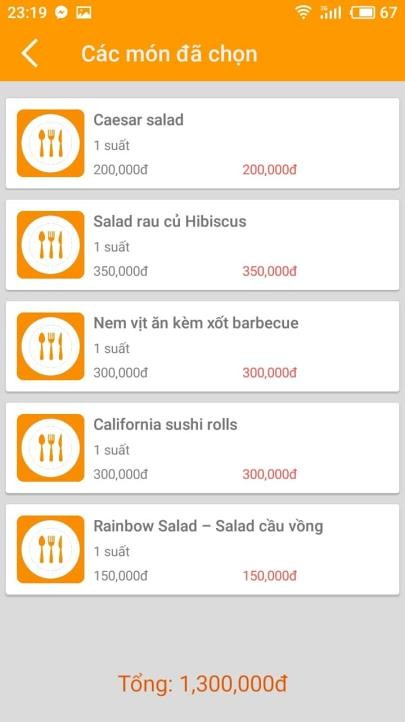 23:19 67
Các món đã chọn
Caesar salad
1 suất
200,000đ 200,000đ
Salad rau củ Hibiscus
1 suất
350,000đ 350,000đ
Nem vịt ăn kèm xốt barbecue
1 suất
300,000đ 300,000đ
California sushi rolls
1 suất
300,000đ 300,000đ
Rainbow Salad – Salad cầu vồng
1 suất
150,000đ 150,000đ
Tổng: 1,300,000đ